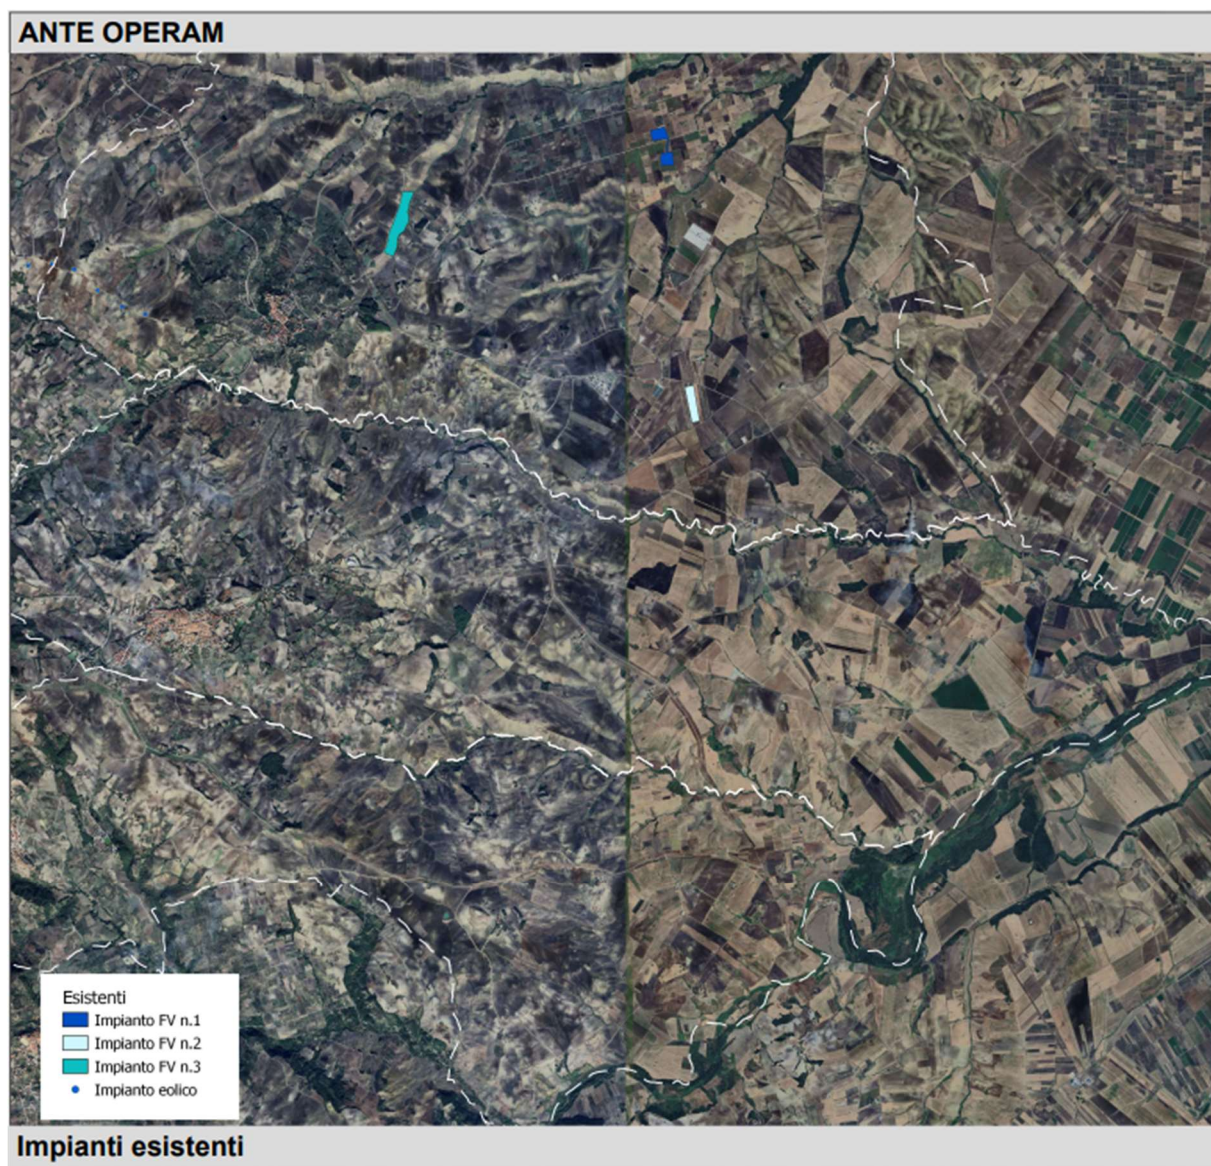 ANTE OPERAM
Esistenti
Impianto FV n.1
Impianto FV n.2
Impianto FV n.3
Impianto eolico
Impianti esistenti